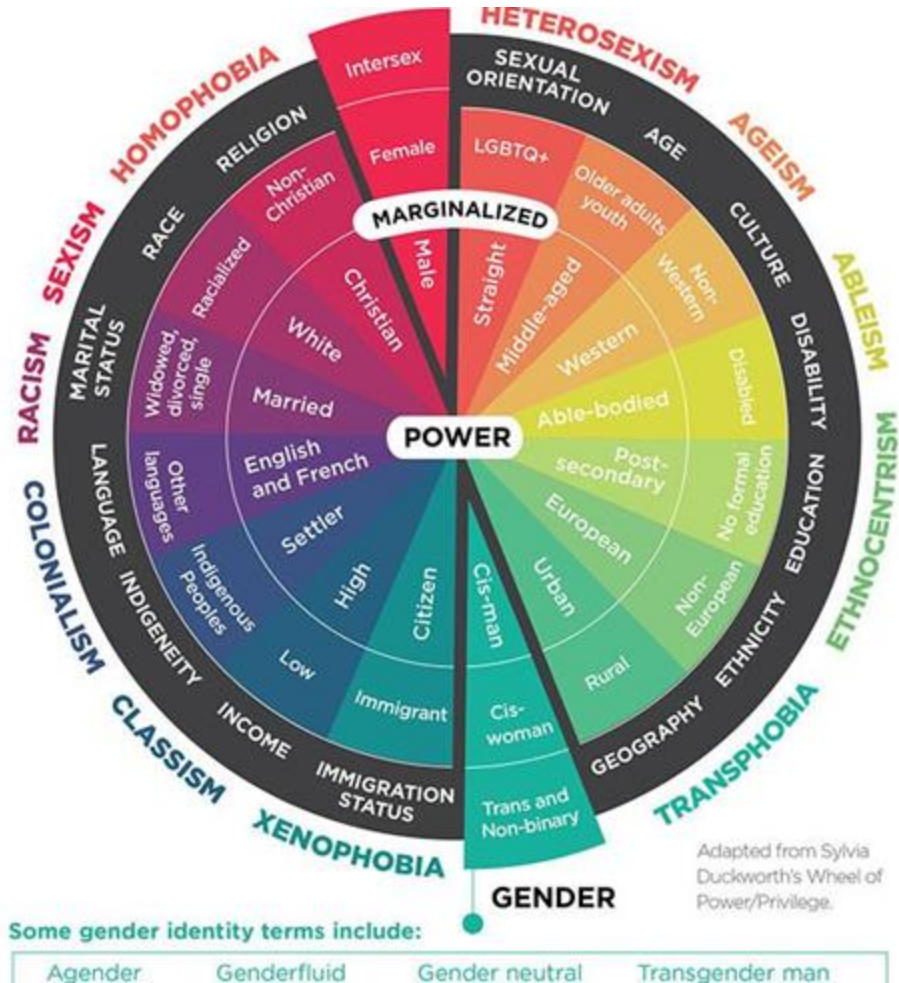 HETEROSEXISM
AGEISM
ABLEISM
ETHNOCENTRISM
TRANSPHOBIA
XENOPHOBIA
CLASSISM
COLONIALISM
RACISM
SEXISM
HOMOPHOBIA
Intersex
Female
Male
SEXUAL
ORIENTATION
LGBTQ+
Straight
AGE
Older adults
youth
Middle-aged
CULTURE
Non-
Western
Western
DISABILITY
Disabled
Able-bodied
EDUCATION
No formal
education
Post-
secondary
ETHNICITY
Non-
European
European
GEOGRAPHY
Rural
Urban
Cis-man
Cis-
woman
Trans and
Non-binary
IMMIGRATION
STATUS
Immigrant
Citizen
INCOME
Low
High
INDIGENEITY
Indigenous
Peoples
Settler
LANGUAGE
Other
languages
English
and French
MARITAL
STATUS
Widowed,
divorced,
single
Married
RACE
Racialized
White
RELIGION
Non-
Christian
Christian
MARGINALIZED
POWER
GENDER
Adapted from Sylvia
Duckworth's Wheel of
Power/Privilege.
Some gender identity terms include:
Agender Genderfluid Gender neutral Transgender man